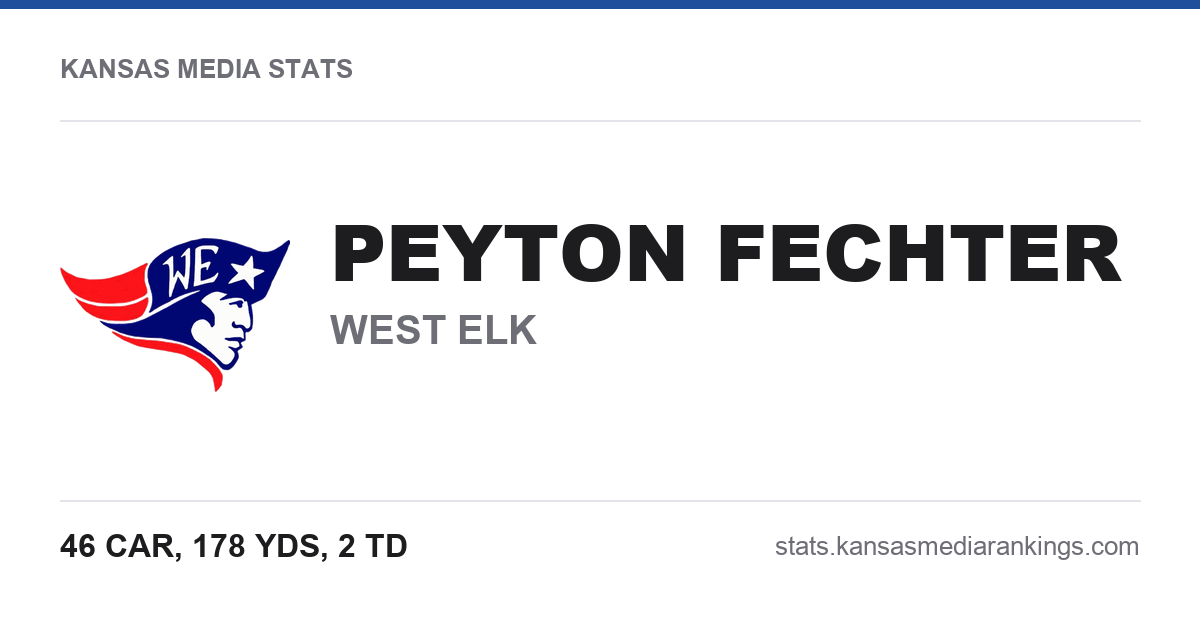 KANSAS MEDIA STATS
WE
PEYTON FECHTER
WEST ELK
46 CAR, 178 YDS, 2 TD
stats.kansasmediarankings.com